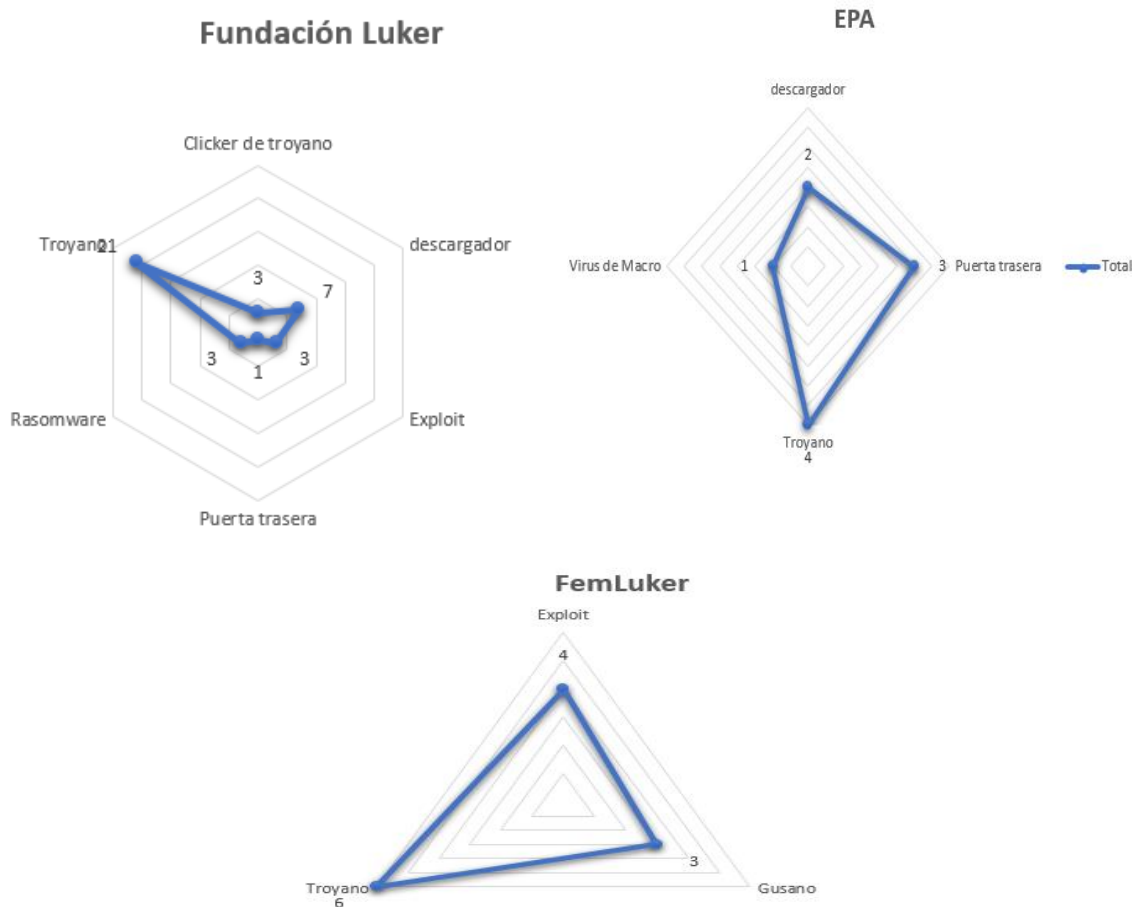 Fundación Luker
Clicker de troyano
Troyano
21
descargador
3
7
3
3
1
Rasomware
Exploit
Puerta trasera
EPA
descargador
2
Virus de Macro
1
3
Puerta trasera
Total
Troyano
4
FemLuker
Exploit
4
3
Troyano
6
Gusano